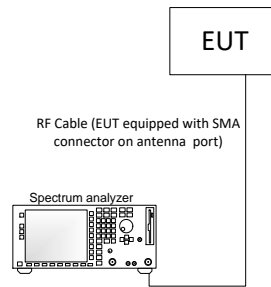 EUT
RF Cable (EUT equipped with SMA
connector on antenna port)
Spectrum analyzer